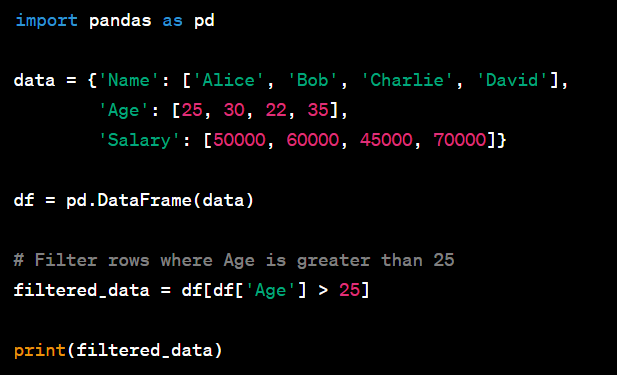 import pandas as pd
data = {'Name': ['Alice', 'Bob', 'Charlie', 'David'],
'Age': [25, 30, 22, 35],
'Salary': [50000, 60000, 45000, 70000]}
df = pd.DataFrame(data)
# Filter rows where Age is greater than 25
filtered_data = df[df['Age'] > 25]
print(filtered_data)